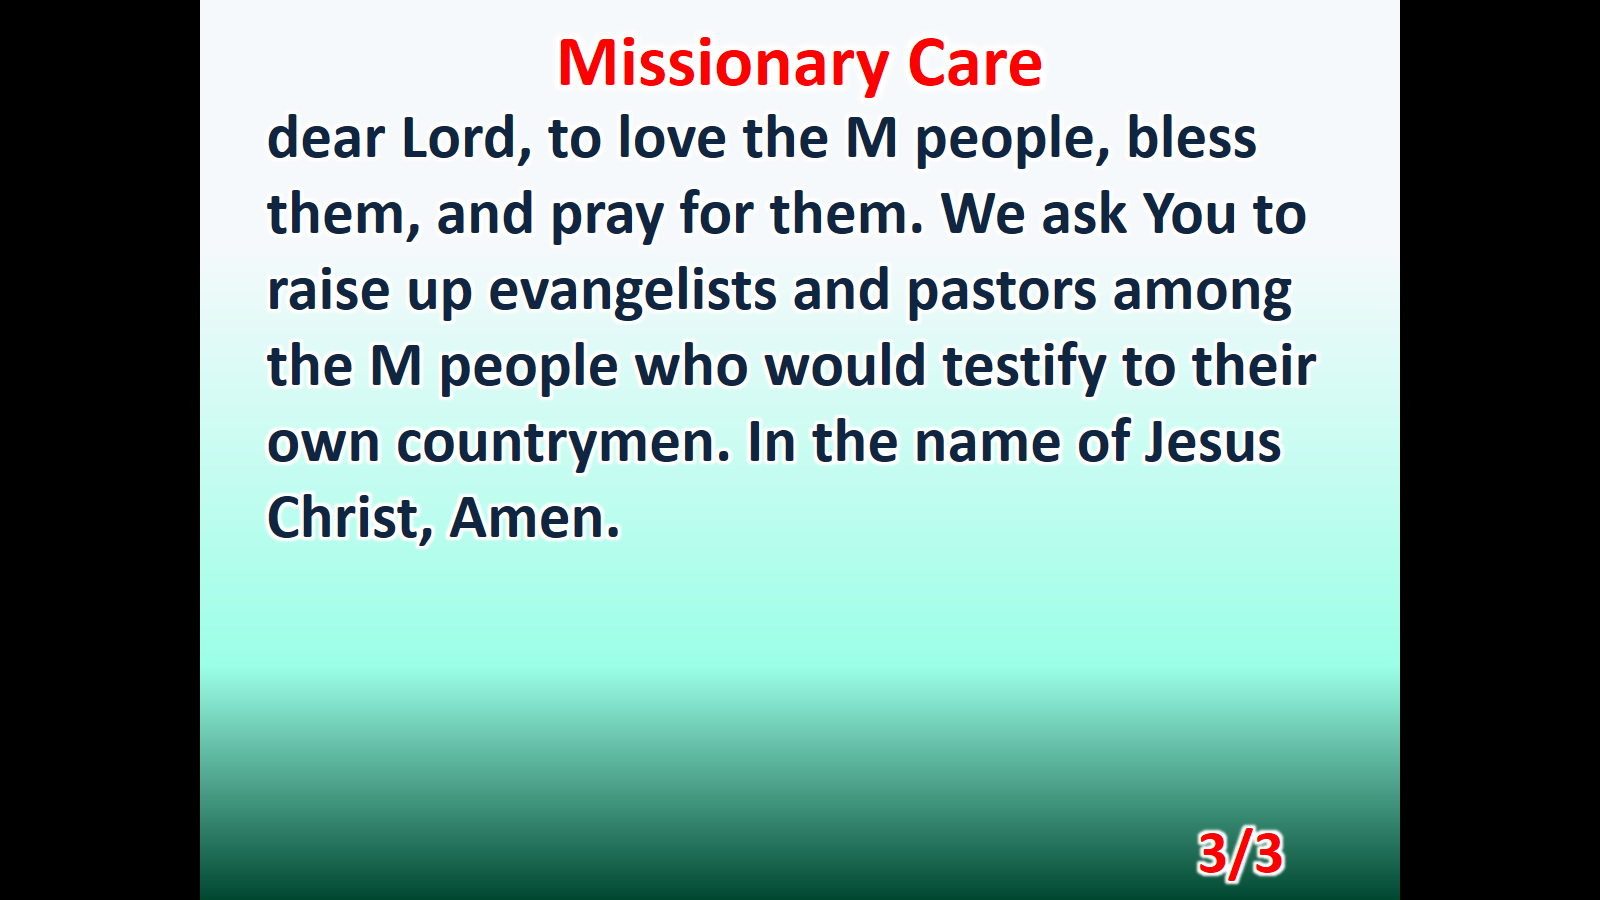 Missionary Care
dear Lord, to love the M people, bless
them, and pray for them. We ask You to
raise up evangelists and pastors among
the M people who would testify to their
own countrymen. In the name of Jesus
Christ, Amen.
3/3